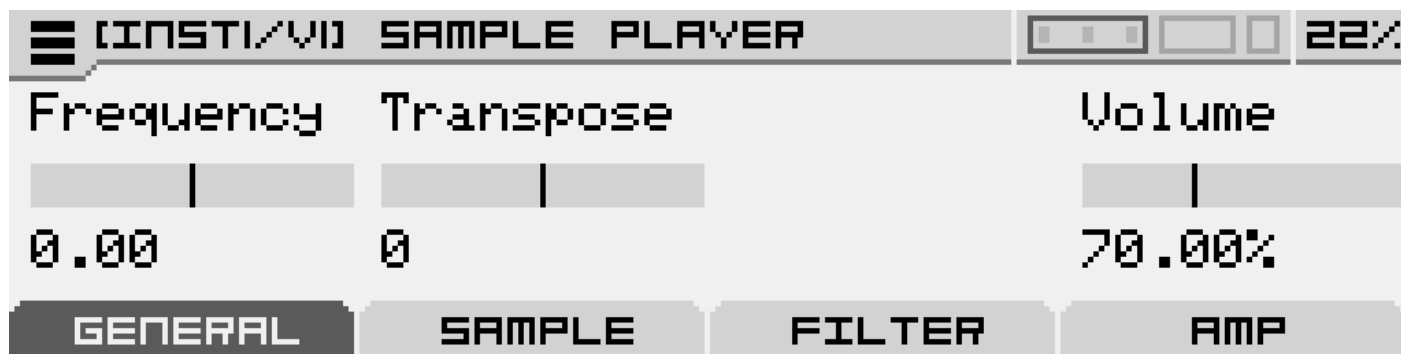 [INST1/V1] SAMPLE PLAYER 22%
Frequency Transpose Volume
0.00 0 70.00%
GENERAL SAMPLE FILTER AMP